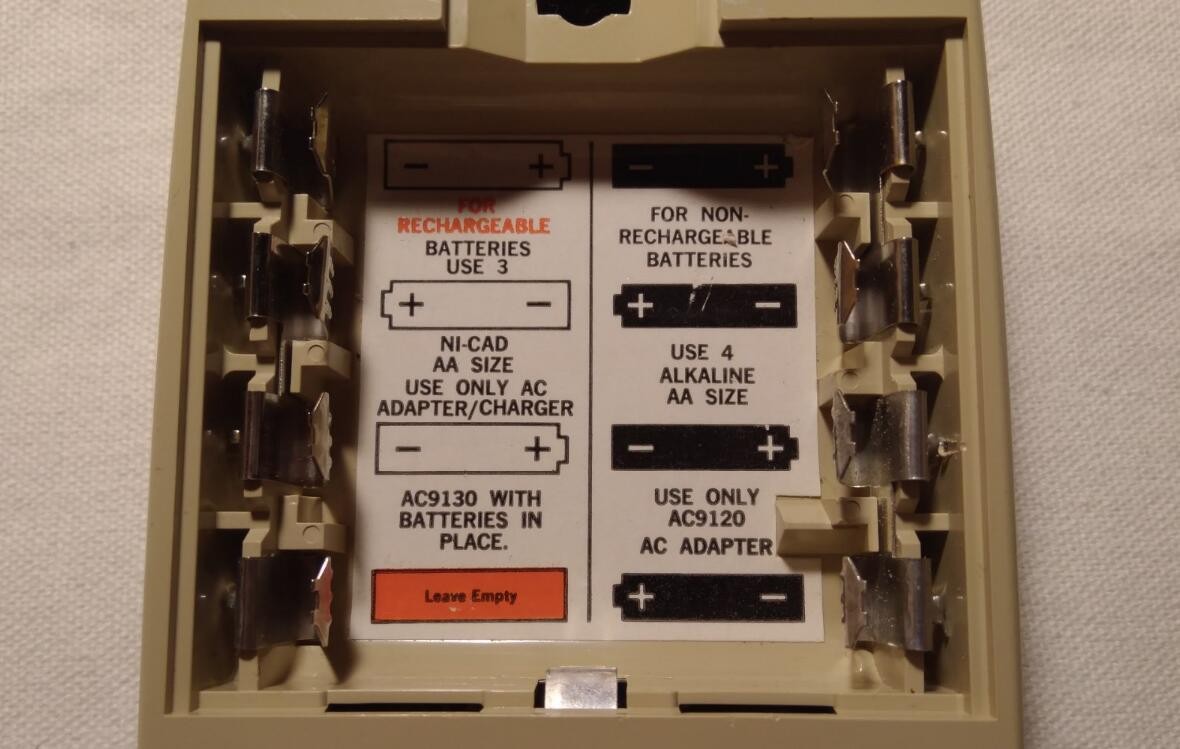 − +
FOR
RECHARGEABLE
BATTERIES
USE 3
+ −
NI-CAD
AA SIZE
USE ONLY AC
ADAPTER/CHARGER
− +
AC9130 WITH
BATTERIES IN
PLACE.
Leave Empty
− +
FOR NON-
RECHARGEABLE
BATTERIES
+ −
USE 4
ALKALINE
AA SIZE
− +
USE ONLY
AC9120
AC ADAPTER
+ −